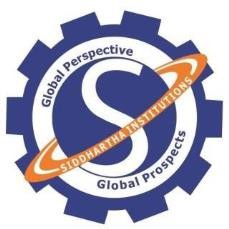 Global Perspective
S
SIDDHARTHA INSTITUTIONS
Global Prospects